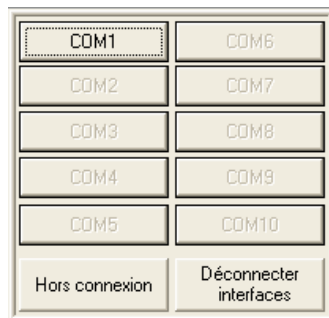 COM1 COM6
COM2 COM7
COM3 COM8
COM4 COM9
COM5 COM10
Hors connexion Déconnecter
interfaces